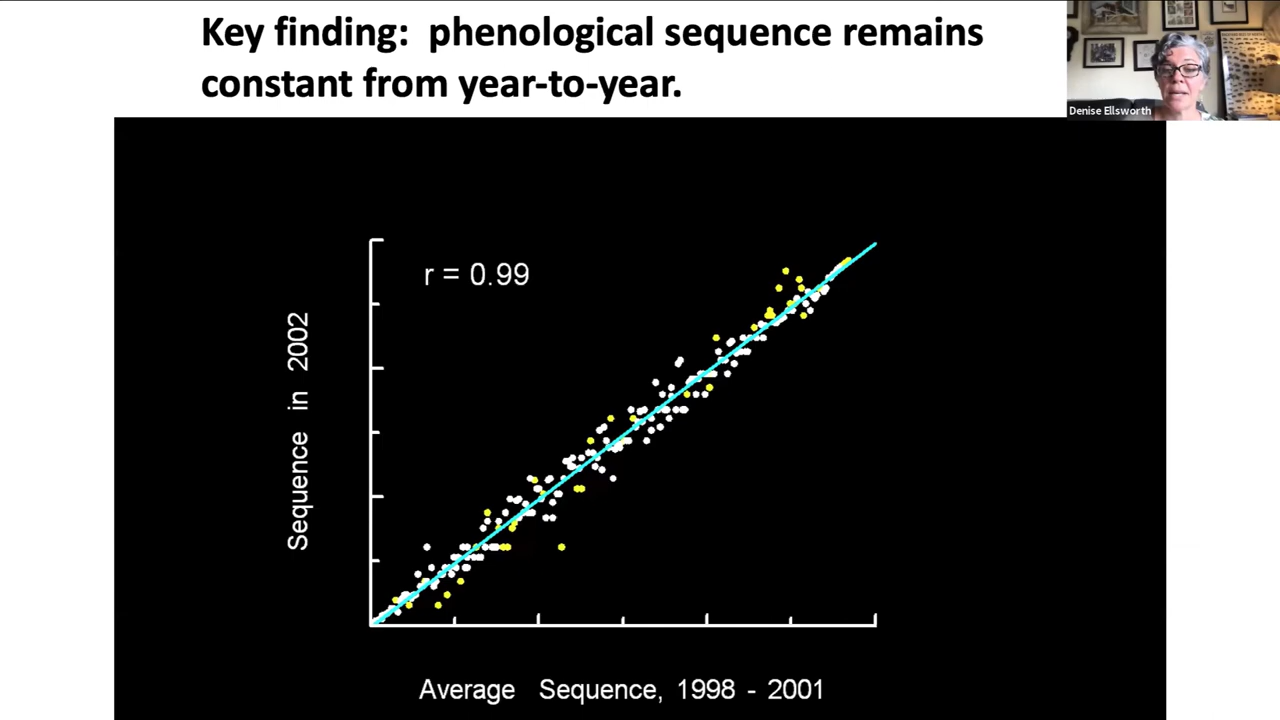 Key finding: phenological sequence remains
constant from year-to-year.
Denise Ellsworth
r = 0.99
Sequence in 2002
Average Sequence, 1998 - 2001